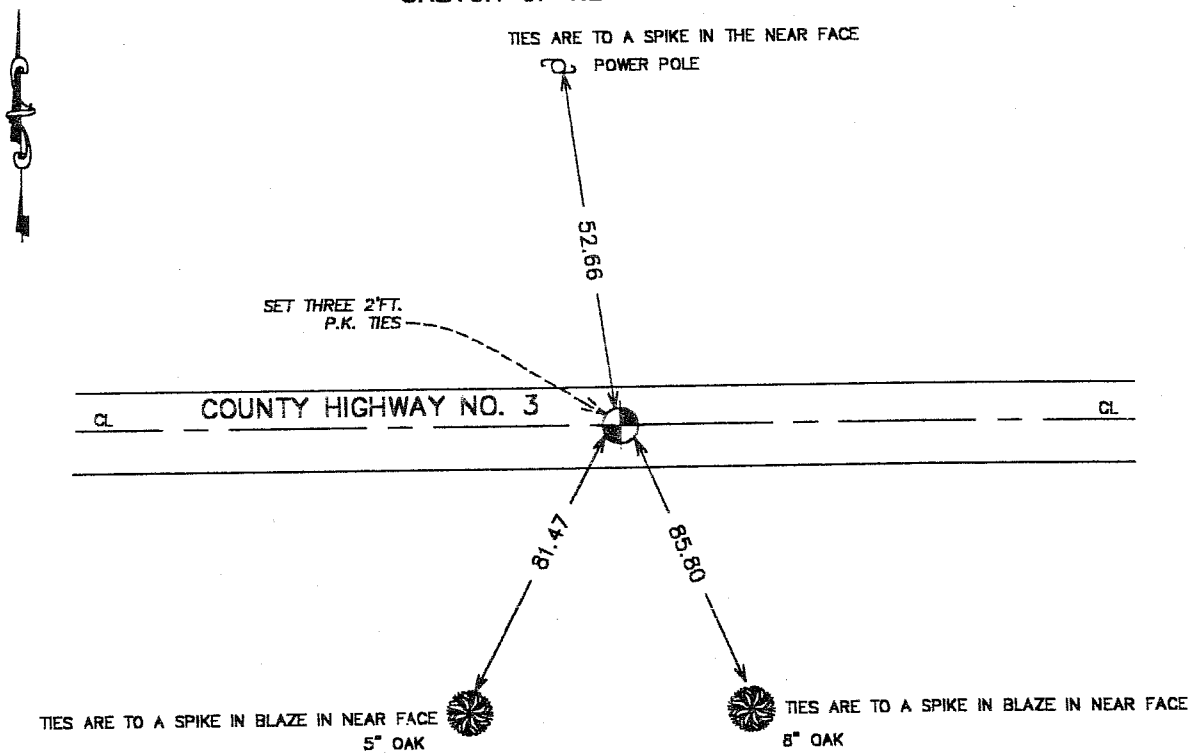 TIES ARE TO A SPIKE IN THE NEAR FACE
POWER POLE
52.66
SET THREE 2'FT.
P.K. TIES
CL
COUNTY HIGHWAY NO. 3
CL
81.47
85.80
TIES ARE TO A SPIKE IN BLAZE IN NEAR FACE
5" OAK
TIES ARE TO A SPIKE IN BLAZE IN NEAR FACE
8" OAK